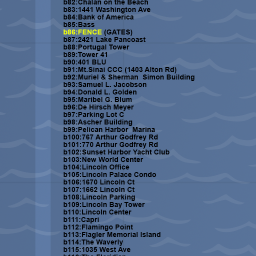 b82:Chalan on the Beach
b83:1441 Washington Ave
b84:Bank of America
b85:Bass
b86:FENCE (GATES)
b87:2421 Lake Pancoast
b88:Portugal Tower
b89:Tower 41
b90:401 BLU
b91:Mt.Sinai CCC (1403 Alton Rd)
b92:Muriel & Sherman Simon Building
b93:Samuel L. Jacobson
b94:Donald L. Golden
b95:Maribel G. Blum
b96:De Hirsch Meyer
b97:Parking Lot C
b98:Ascher Building
b99:Pelican Harbor Marina
b100:767 Arthur Godfrey Rd
b101:770 Arthur Godfrey Rd
b102:Sunset Harbor Yacht Club
b103:New World Center
b104:Lincoln Office
b105:Lincoln Palace Condo
b106:1670 Lincoln Ct
b107:1662 Lincoln Ct
b108:Lincoln Parking
b109:Lincoln Bay Tower
b110:Lincoln Center
b111:Capri
b112:Flamingo Point
b113:Flagler Memorial Island
b114:The Waverly
b115:1035 West Ave